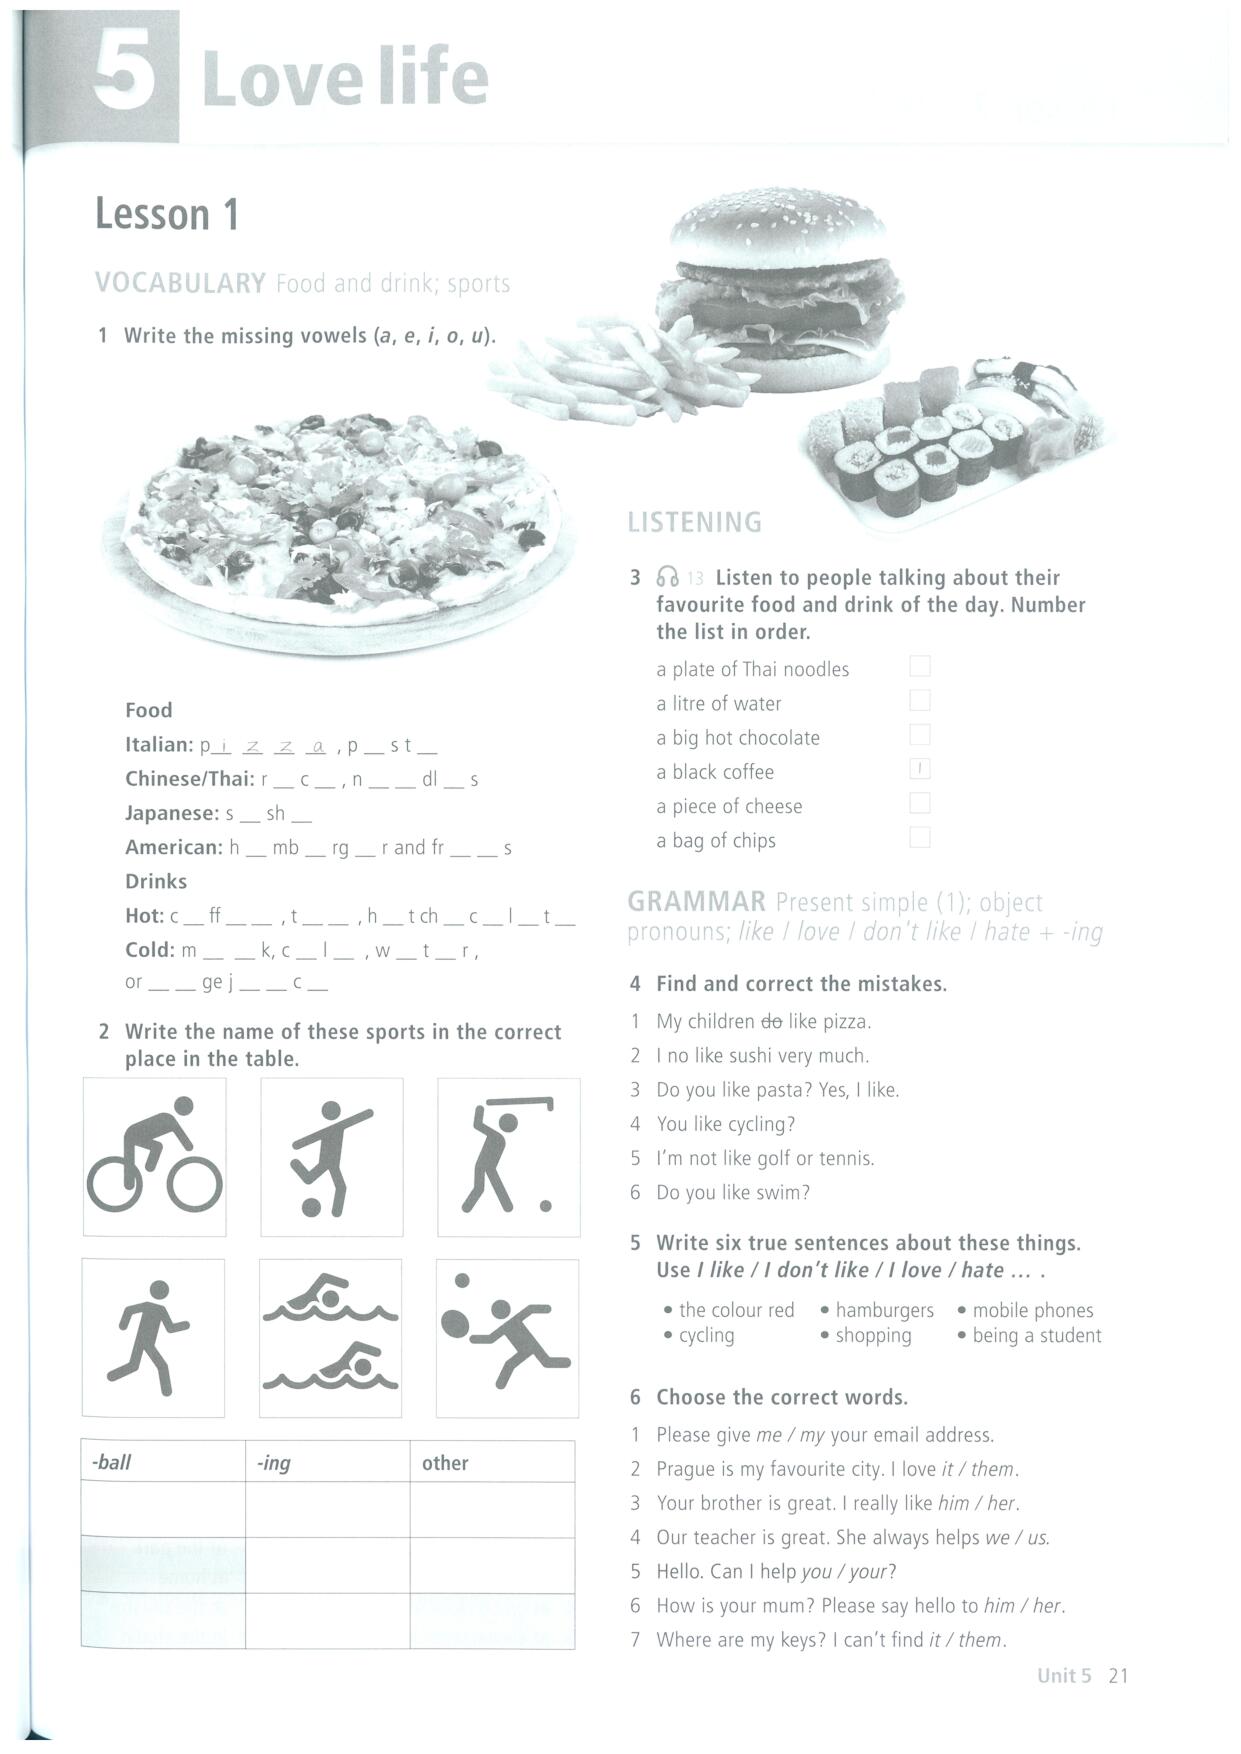 5 Love life
Lesson 1
VOCABULARY Food and drink; sports
1 Write the missing vowels (a, e, i, o, u).
Food
Italian: p_i_ _z_ _z_ _a_ , p __ s t __
Chinese/Thai: r __ c __ , n __ __ dl __ s
Japanese: s __ sh __
American: h __ mb __ rg __ r and fr __ __ s
Drinks
Hot: c __ ff __ __ , t __ __ , h __ t ch __ c __ l __ t __
Cold: m __ __ k, c __ l __ , w __ t __ r ,
or __ __ ge j __ __ c __
2 Write the name of these sports in the correct
place in the table.
-ball -ing other
LISTENING
3 13 Listen to people talking about their
favourite food and drink of the day. Number
the list in order.
a plate of Thai noodles
a litre of water
a big hot chocolate
a black coffee 1
a piece of cheese
a bag of chips
GRAMMAR Present simple (1); object
pronouns; like / love / don't like / hate + -ing
4 Find and correct the mistakes.
1 My children do like pizza.
2 I no like sushi very much.
3 Do you like pasta? Yes, I like.
4 You like cycling?
5 I'm not like golf or tennis.
6 Do you like swim?
5 Write six true sentences about these things.
Use I like / I don't like / I love / hate ... .
• the colour red • hamburgers • mobile phones
• cycling • shopping • being a student
6 Choose the correct words.
1 Please give me / my your email address.
2 Prague is my favourite city. I love it / them.
3 Your brother is great. I really like him / her.
4 Our teacher is great. She always helps we / us.
5 Hello. Can I help you / your?
6 How is your mum? Please say hello to him / her.
7 Where are my keys? I can't find it / them.
Unit 5 21